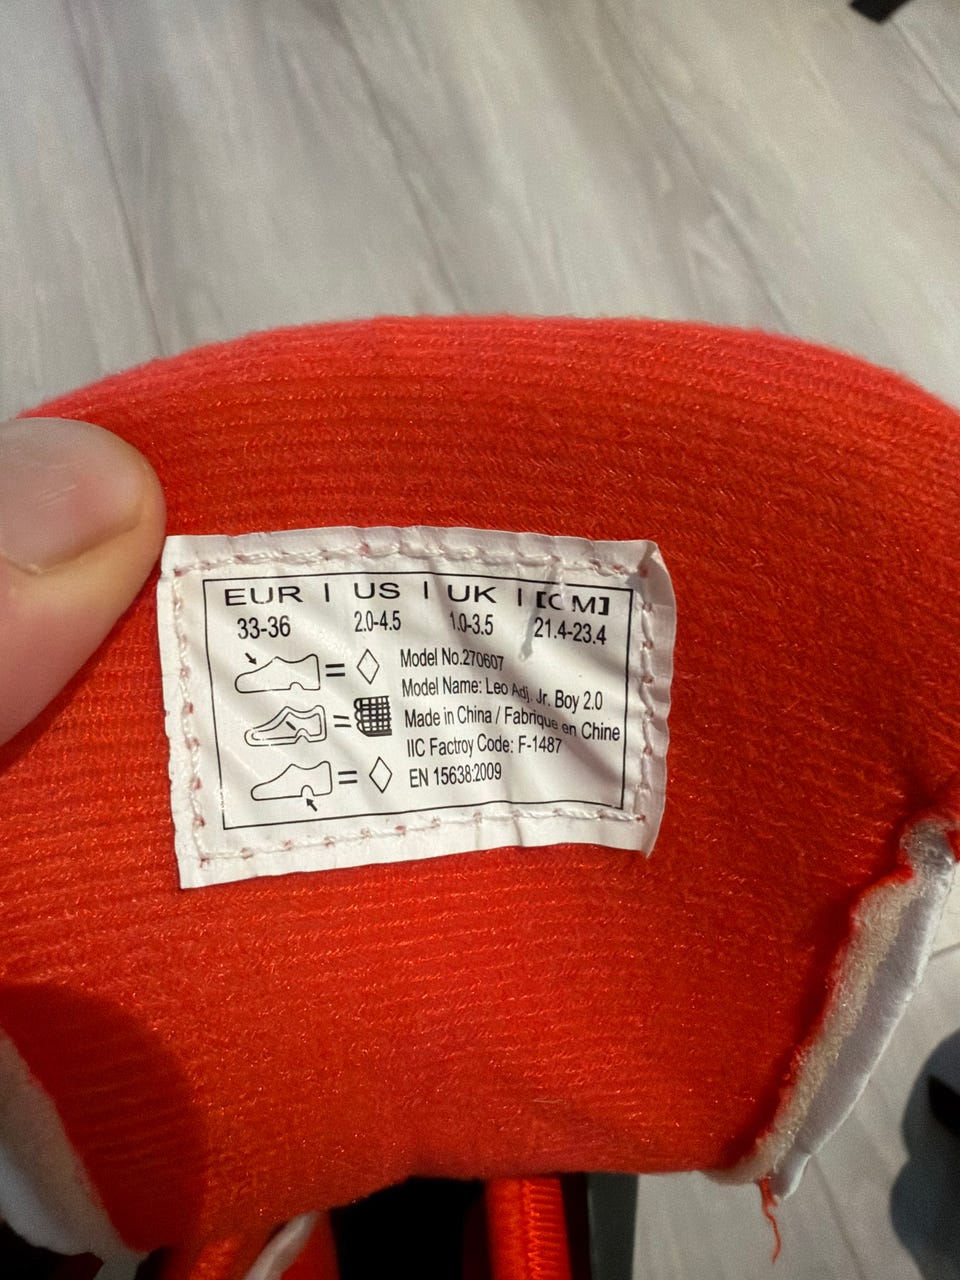 EUR | US | UK | [CM]
33-36 2.0-4.5 1.0-3.5 21.4-23.4
Model No.270607
Model Name: Leo Adj. Jr. Boy 2.0
Made in China / Fabrique en Chine
IIC Factroy Code: F-1487
EN 15638:2009